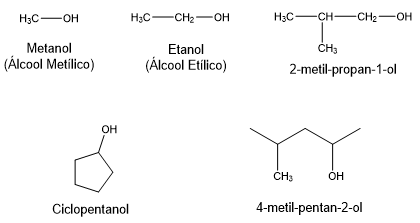 H₃C—OH
Metanol
(Álcool Metílico)
H₃C—CH₂—OH
Etanol
(Álcool Etílico)
H₃C—CH—CH₂—OH
CH₃
2-metil-propan-1-ol
OH
Ciclopentanol
CH₃ OH
4-metil-pentan-2-ol